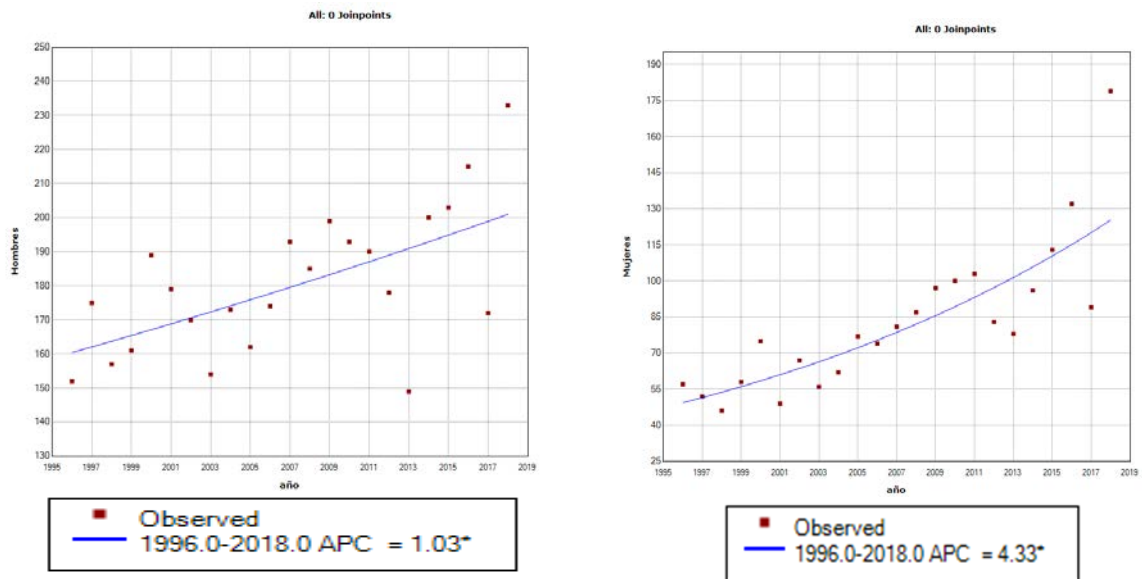 All: 0 Joinpoints
250
240
230
220
210
200
190
180
170
160
150
140
130
Hombres
1995 1997 1999 2001 2003 2005 2007 2009 2011 2013 2015 2017 2019
año
Observed
1996.0-2018.0 APC = 1.03*
All: 0 Joinpoints
190
175
160
145
130
115
100
85
70
55
40
25
Mujeres
1995 1997 1999 2001 2003 2005 2007 2009 2011 2013 2015 2017 2019
año
Observed
1996.0-2018.0 APC = 4.33*